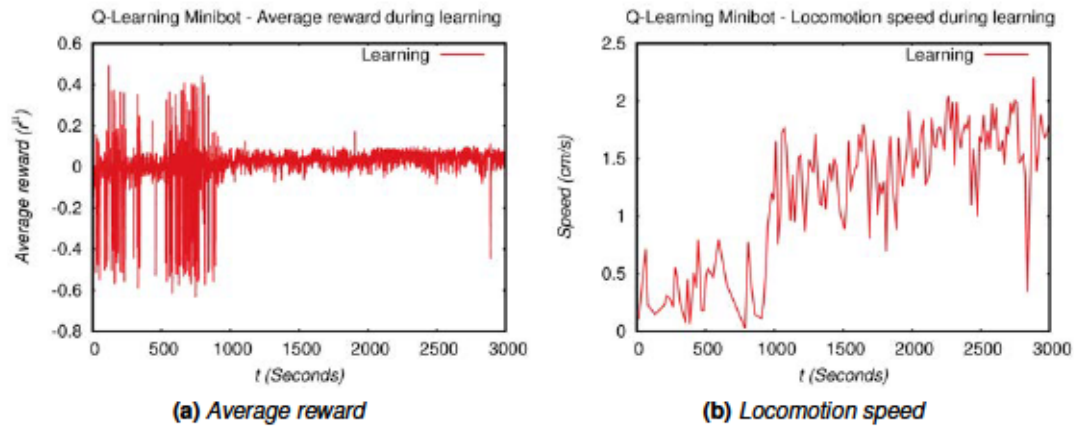 Q-Learning Minibot - Average reward during learning
0.6
0.4
0.2
0
-0.2
-0.4
-0.6
-0.8
Average reward (r^μ)
Learning
0 500 1000 1500 2000 2500 3000
t (Seconds)
(a) Average reward
Q-Learning Minibot - Locomotion speed during learning
2.5
2
1.5
1
0.5
0
Speed (cm/s)
Learning
0 500 1000 1500 2000 2500 3000
t (Seconds)
(b) Locomotion speed